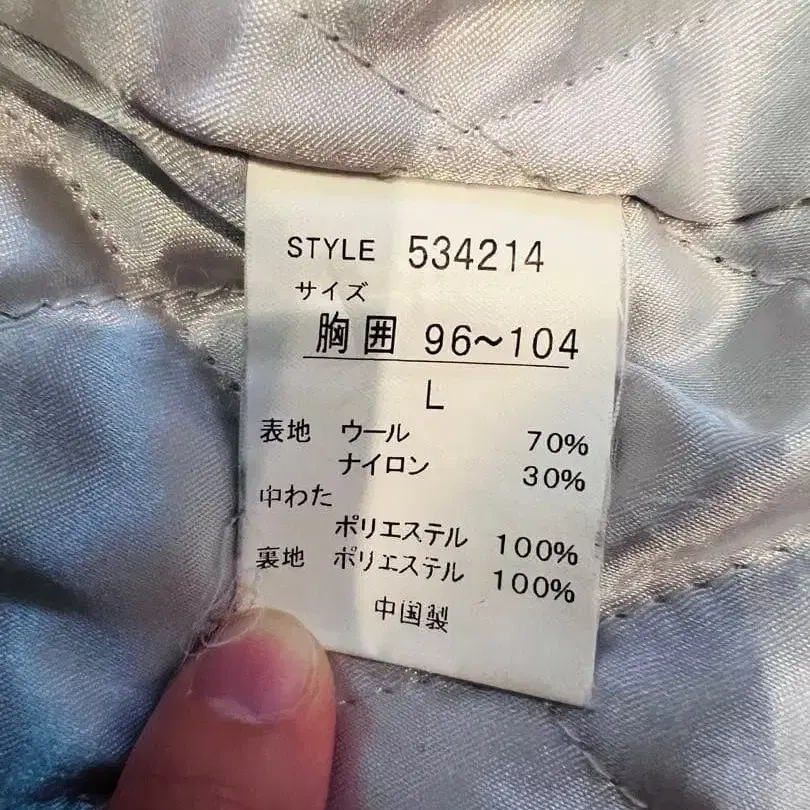 STYLE 534214
サイズ
胸囲 96~104
L
表地 ウール 70%
ナイロン 30%
中わた
ポリエステル 100%
裏地 ポリエステル 100%
中国製